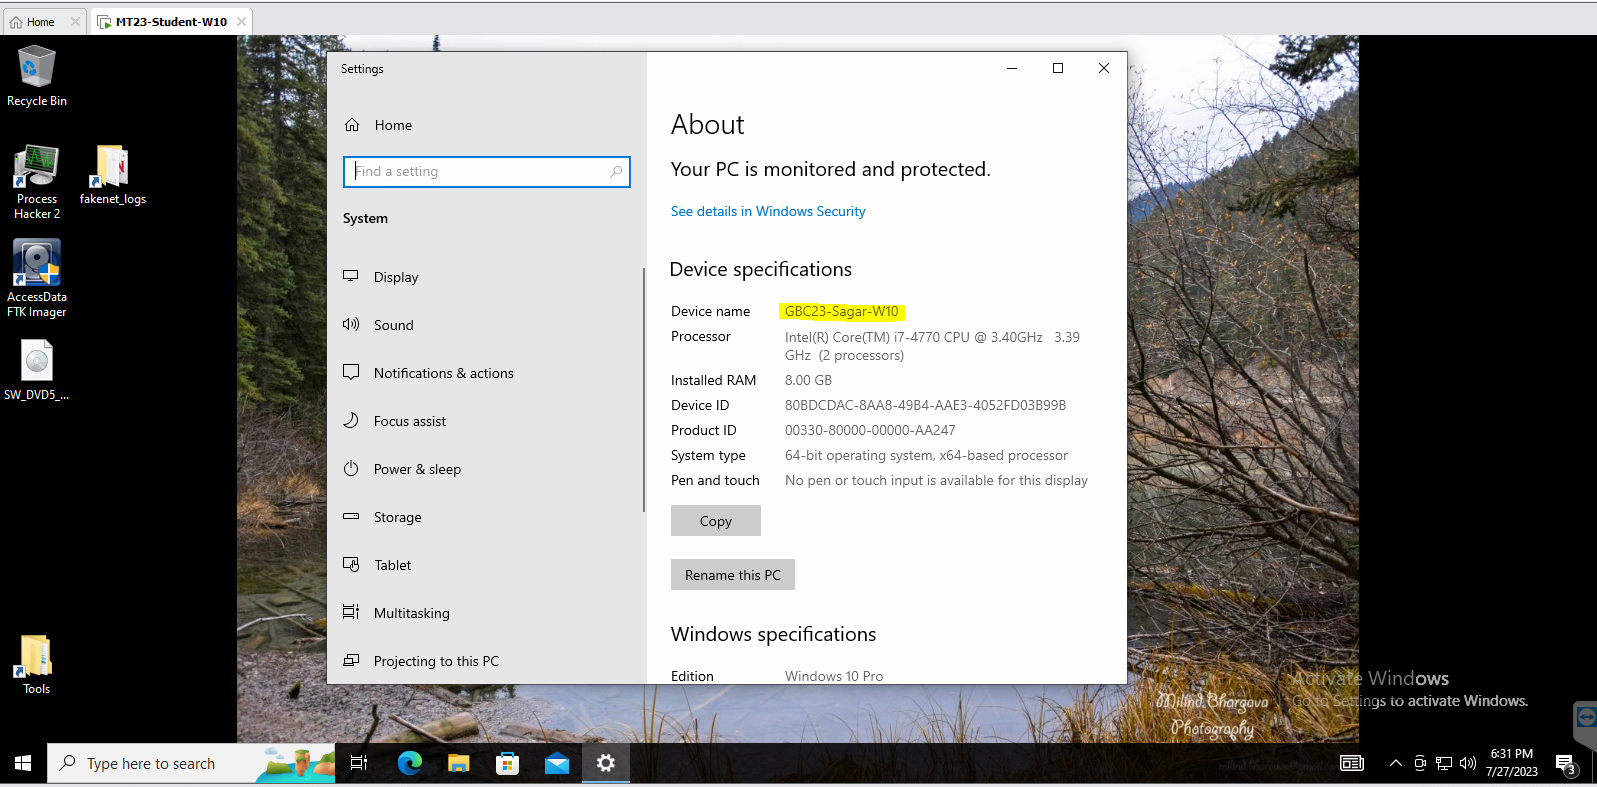 Home
MT23-Student-W10
Recycle Bin
Process
Hacker 2
fakenet_logs
AccessData
FTK Imager
SW_DVD5_...
Tools
Settings
Home
Find a setting
System
Display
Sound
Notifications & actions
Focus assist
Power & sleep
Storage
Tablet
Multitasking
Projecting to this PC
About
Your PC is monitored and protected.
See details in Windows Security
Device specifications
Device name GBC23-Sagar-W10
Processor Intel(R) Core(TM) i7-4770 CPU @ 3.40GHz 3.39
GHz (2 processors)
Installed RAM 8.00 GB
Device ID 80BDCDAC-8AA8-49B4-AAE3-4052FD03B99B
Product ID 00330-80000-00000-AA247
System type 64-bit operating system, x64-based processor
Pen and touch No pen or touch input is available for this display
Copy
Rename this PC
Windows specifications
Edition Windows 10 Pro
Activate Windows
Go to Settings to activate Windows.
Milind Bhargava
Photography
Type here to search
6:31 PM
7/27/2023
3